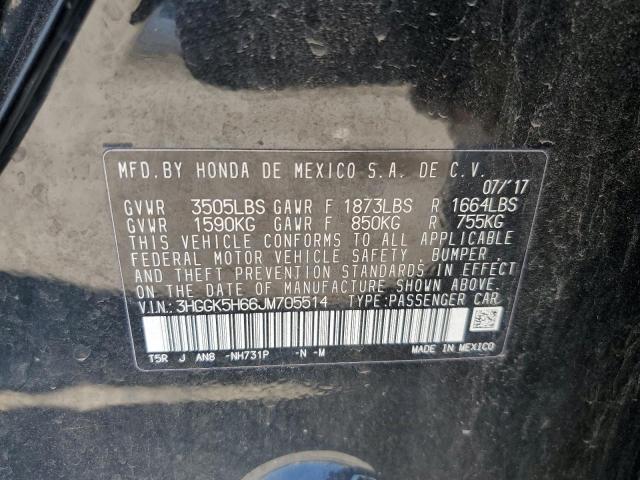 MFD.BY HONDA DE MEXICO S.A. DE C.V.
07/'17
GVWR 3505LBS GAWR F 1873LBS R 1664LBS
GVWR 1590KG GAWR F 850KG R 755KG
THIS VEHICLE CONFORMS TO ALL APPLICABLE
FEDERAL MOTOR VEHICLE SAFETY, BUMPER,
AND THEFT PREVENTION STANDARDS IN EFFECT
ON THE DATE OF MANUFACTURE SHOWN ABOVE.
V.I.N.: 3HGGK5H66JM705514 TYPE:PASSENGER CAR
T5R J AN8 -NH731P -N -M MADE IN MEXICO